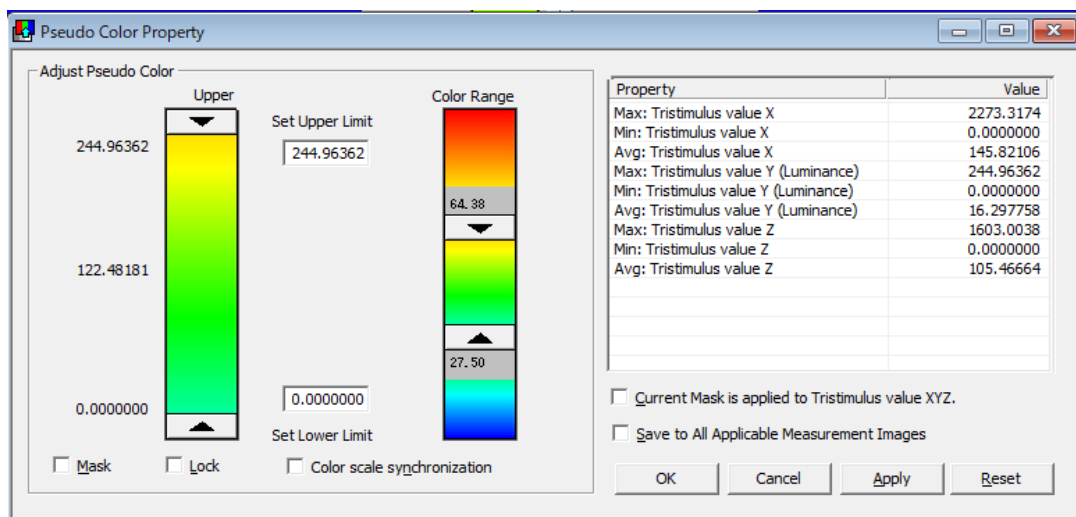 Pseudo Color Property
Adjust Pseudo Color
Upper
Color Range
Set Upper Limit
244.96362
244.96362
64.38
122.48181
27.50
0.0000000
0.0000000
Set Lower Limit
Mask
Lock
Color scale synchronization
Property Value
Max: Tristimulus value X 2273.3174
Min: Tristimulus value X 0.0000000
Avg: Tristimulus value X 145.82106
Max: Tristimulus value Y (Luminance) 244.96362
Min: Tristimulus value Y (Luminance) 0.0000000
Avg: Tristimulus value Y (Luminance) 16.297758
Max: Tristimulus value Z 1603.0038
Min: Tristimulus value Z 0.0000000
Avg: Tristimulus value Z 105.46664
Current Mask is applied to Tristimulus value XYZ.
Save to All Applicable Measurement Images
OK
Cancel
Apply
Reset